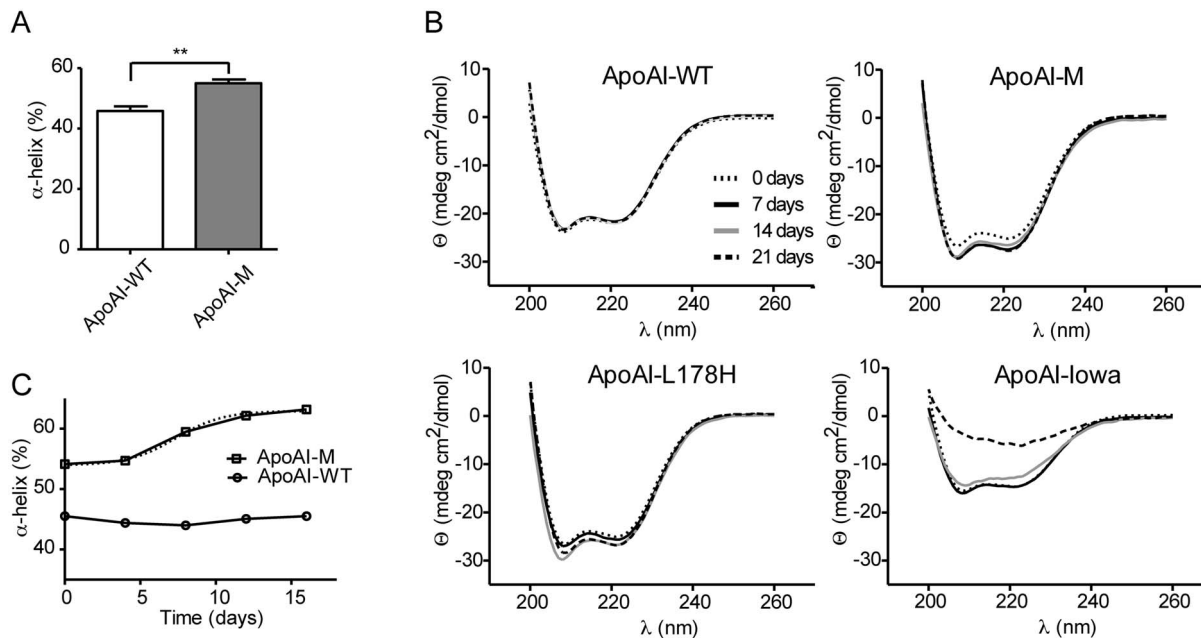 A
**
60
40
20
0
α-helix (%)
ApoAI-WT
ApoAI-M
B
ApoAI-WT
10
0
-10
-20
-30
Θ (mdeg cm²/dmol)
0 days
7 days
14 days
21 days
200 220 240 260
λ (nm)
ApoAI-M
10
0
-10
-20
-30
Θ (mdeg cm²/dmol)
200 220 240 260
λ (nm)
C
60
50
40
α-helix (%)
ApoAI-M
ApoAI-WT
0 5 10 15
Time (days)
ApoAI-L178H
10
0
-10
-20
-30
Θ (mdeg cm²/dmol)
200 220 240 260
λ (nm)
ApoAI-Iowa
10
0
-10
-20
-30
Θ (mdeg cm²/dmol)
200 220 240 260
λ (nm)